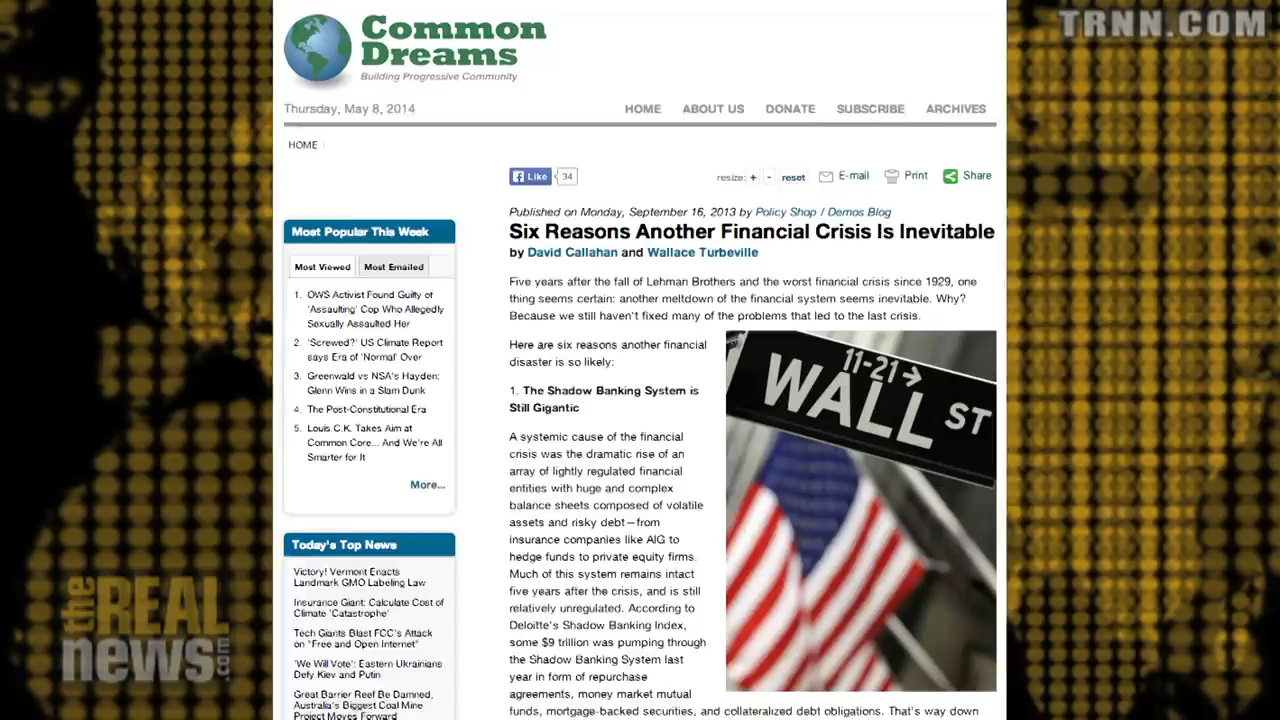 TRNN.COM
Common
Dreams
Building Progressive Community
Thursday, May 8, 2014
HOME ABOUT US DONATE SUBSCRIBE ARCHIVES
HOME
Like 34
resize: + - reset E-mail Print Share
Most Popular This Week
Most Viewed Most Emailed
1. OWS Activist Found Guilty of
'Assaulting' Cop Who Allegedly
Sexually Assaulted Her
2. 'Screwed?' US Climate Report
says Era of 'Normal' Over
3. Greenwald vs NSA's Hayden:
Glenn Wins in a Slam Dunk
4. The Post-Constitutional Era
5. Louis C.K. Takes Aim at
Common Core... And We're All
Smarter for It
More...
Today's Top News
Victory! Vermont Enacts
Landmark GMO Labeling Law
Insurance Giant: Calculate Cost of
Climate 'Catastrophe'
Tech Giants Blast FCC's Attack
on "Free and Open Internet"
'We Will Vote': Eastern Ukrainians
Defy Kiev and Putin
Great Barrier Reef Be Damned,
Australia's Biggest Coal Mine
Project Moves Forward
Published on Monday, September 16, 2013 by Policy Shop / Demos Blog
Six Reasons Another Financial Crisis Is Inevitable
by David Callahan and Wallace Turbeville
Five years after the fall of Lehman Brothers and the worst financial crisis since 1929, one
thing seems certain: another meltdown of the financial system seems inevitable. Why?
Because we still haven't fixed many of the problems that led to the last crisis.
Here are six reasons another financial
disaster is so likely:
1. The Shadow Banking System is
Still Gigantic
A systemic cause of the financial
crisis was the dramatic rise of an
array of lightly regulated financial
entities with huge and complex
balance sheets composed of volatile
assets and risky debt—from
insurance companies like AIG to
hedge funds to private equity firms.
Much of this system remains intact
five years after the crisis, and is still
relatively unregulated. According to
Deloitte's Shadow Banking Index,
some $9 trillion was pumping through
the Shadow Banking System last
year in form of repurchase
agreements, money market mutual
funds, mortgage-backed securities, and collateralized debt obligations. That's way down
11-21→
WALL ST
the
REAL
news.com